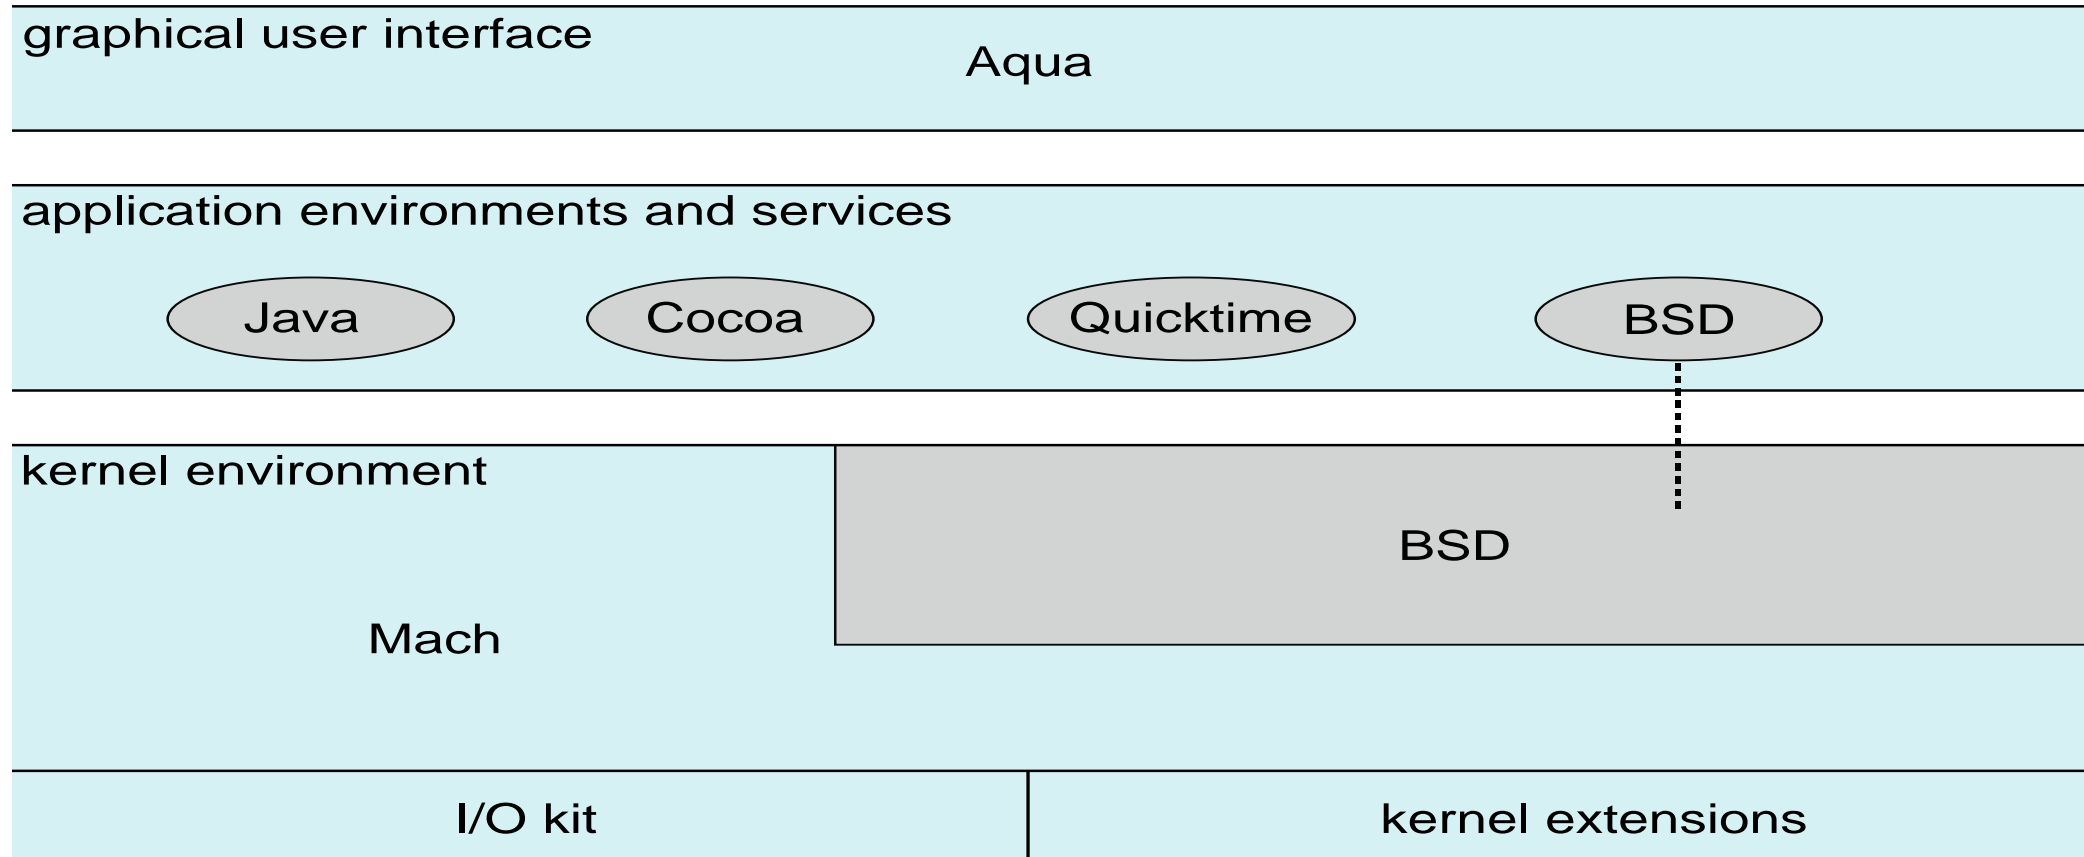 graphical user interface
Aqua
application environments and services
Java
Cocoa
Quicktime
BSD
kernel environment
BSD
Mach
I/O kit
kernel extensions